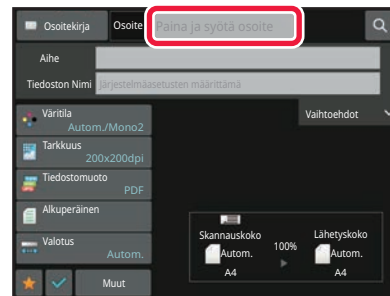 Osoitekirja
Osoite
Paina ja syötä osoite
Aihe
Tiedoston Nimi
Järjestelmäasetusten määrittämä
Väritila
Autom./Mono2
Vaihtoehdot
Tarkkuus
200x200dpi
Tiedostomuoto
PDF
Alkuperäinen
Valotus
Autom.
Skannauskoko
Autom.
A4
100%
Lähetyskoko
Autom.
A4
Muut